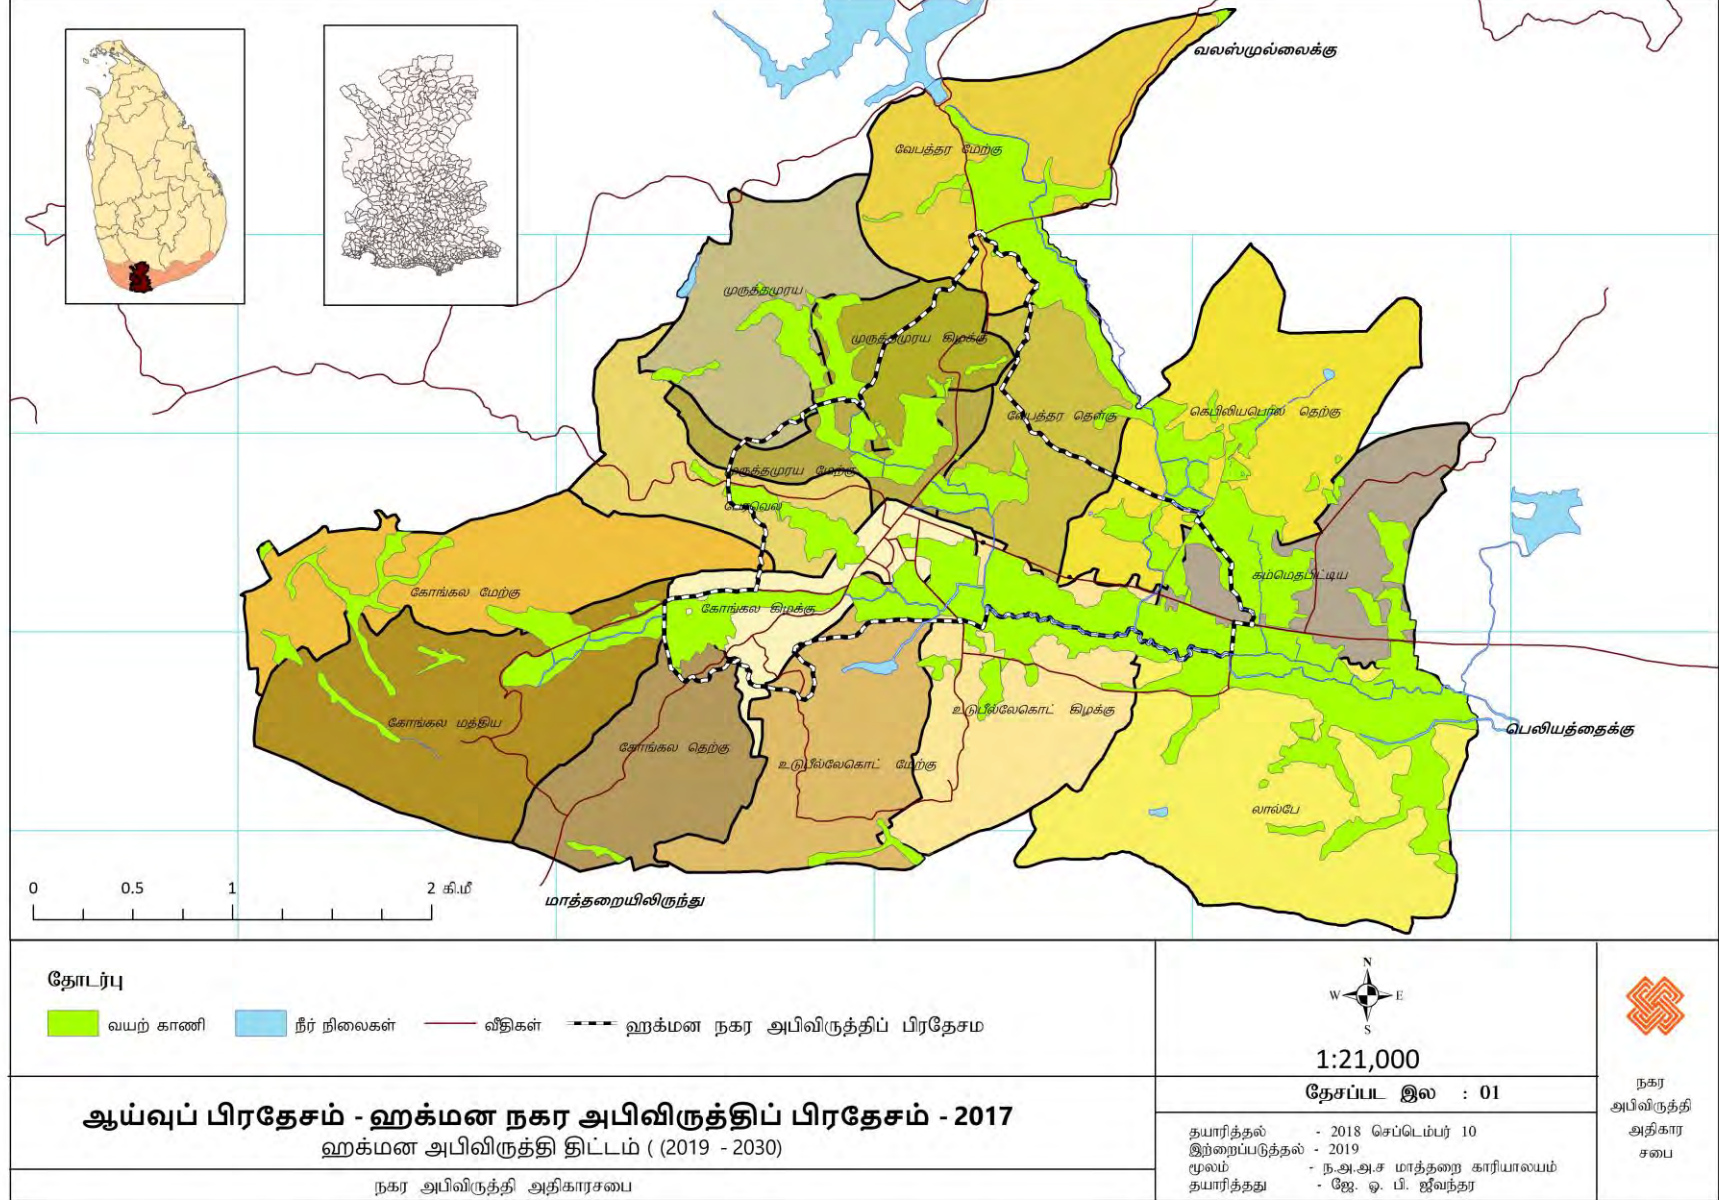 வலஸ்முல்லைக்கு
வேபத்தர மேற்கு
முருத்தமுரய
முருத்தமுரய கிழக்கு
வேபத்தர தெள்கு
கெபிலியபொல தெற்கு
முருத்தமுரய மேற்கு
கம்மெதபிட்டிய
கோங்கல மேற்கு
கோங்கல கிழக்கு
கோங்கல மத்திய
கோங்கல தெற்கு
உடுபீல்லேகொட் கிழக்கு
உடுபீல்லேகொட் மேற்கு
பெலியத்தைக்கு
லால்பே
மாத்தறையிலிருந்து
0 0.5 1 2 கி.மீ
தோடர்பு
வயற் காணி
நீர் நிலைகள்
வீதிகள்
ஹக்மன நகர அபிவிருத்திப் பிரதேசம
N
W E
S
1:21,000
தேசப்பட இல : 01
ஆய்வுப் பிரதேசம் - ஹக்மன நகர அபிவிருத்திப் பிரதேசம் - 2017
ஹக்மன அபிவிருத்தி திட்டம் ( (2019 - 2030)
நகர அபிவிருத்தி அதிகாரசபை
தயாரித்தல் - 2018 செப்டெம்பர் 10
இற்றைப்படுத்தல் - 2019
மூலம் - ந.அ.அ.ச மாத்தறை காரியாலயம்
தயாரித்தது - ஜே. ஓ. பி. ஜீவந்தர
நகர
அபிவிருத்தி
அதிகார
சபை